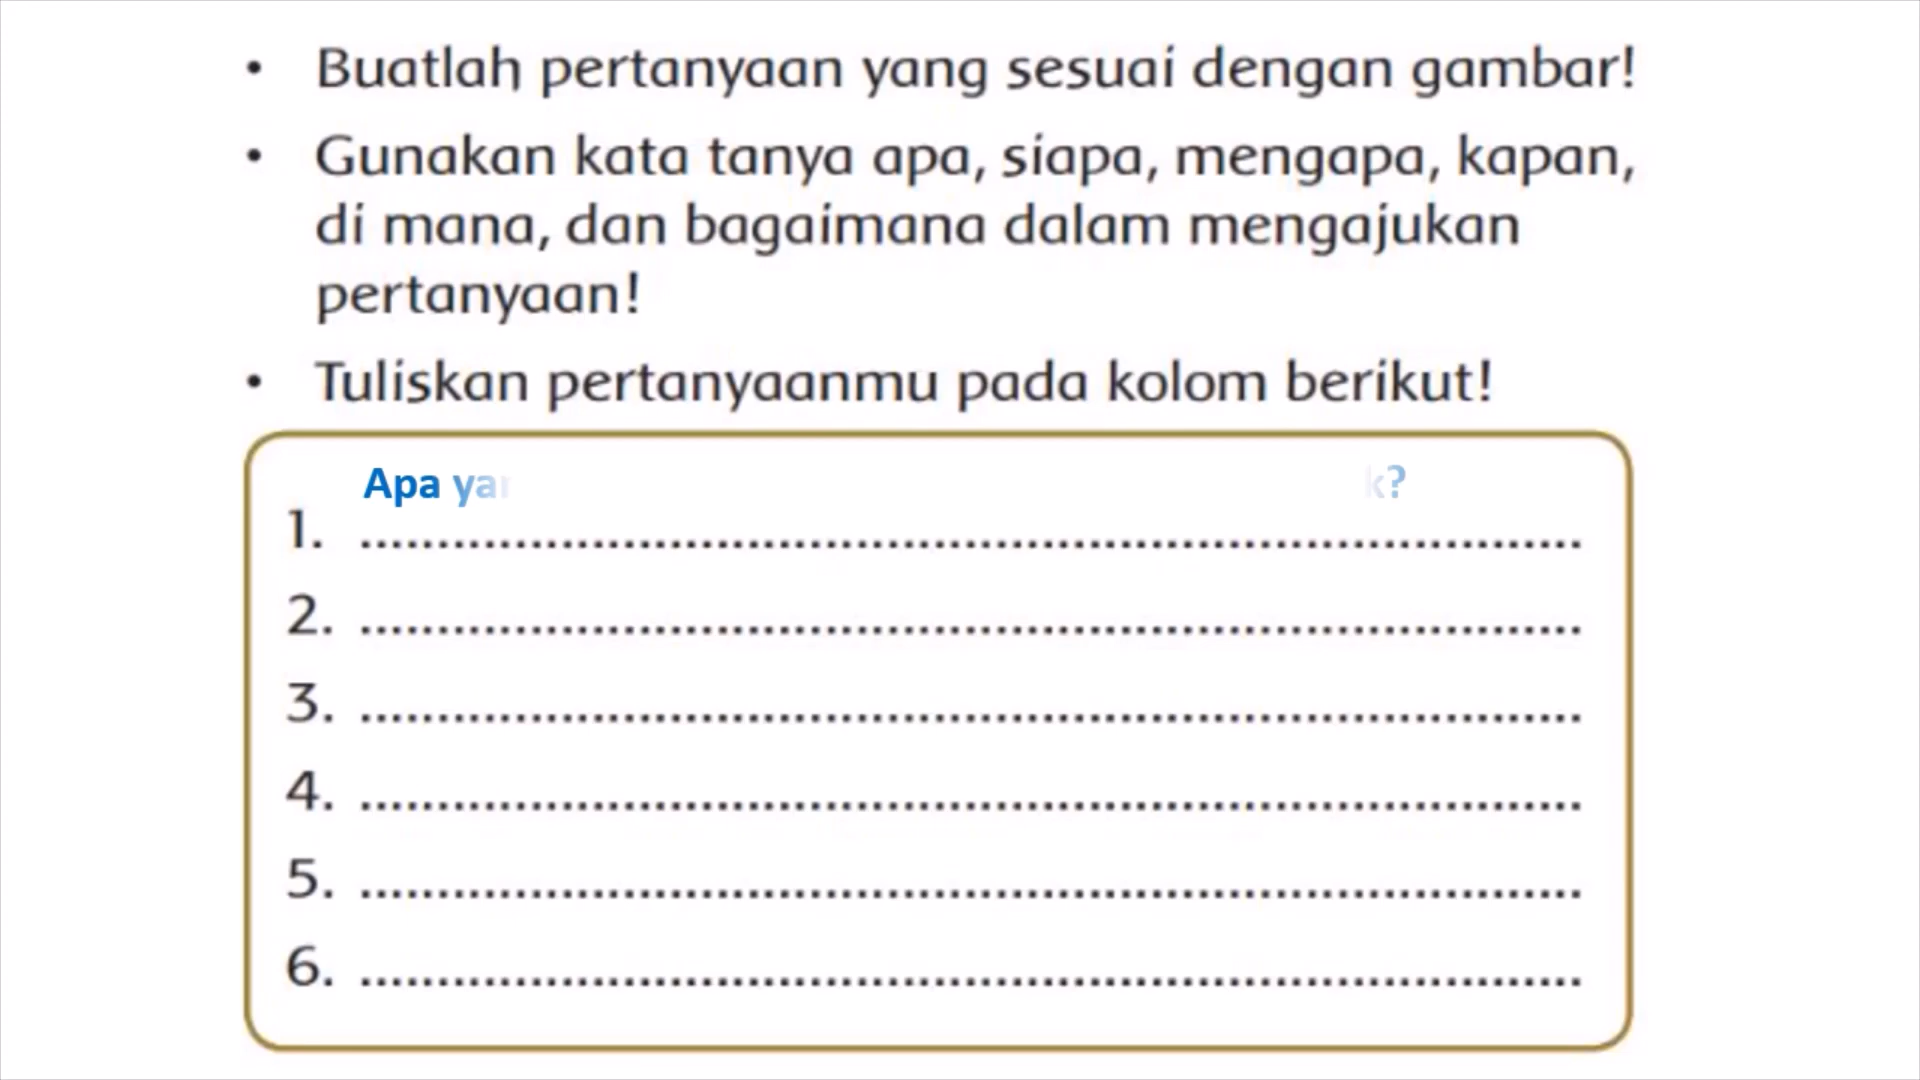 • Buatlah pertanyaan yang sesuai dengan gambar!
• Gunakan kata tanya apa, siapa, mengapa, kapan,
di mana, dan bagaimana dalam mengajukan
pertanyaan!
• Tuliskan pertanyaanmu pada kolom berikut!
Apa
1. ........................................................................
2. ........................................................................
3. ........................................................................
4. ........................................................................
5. ........................................................................
6. ........................................................................